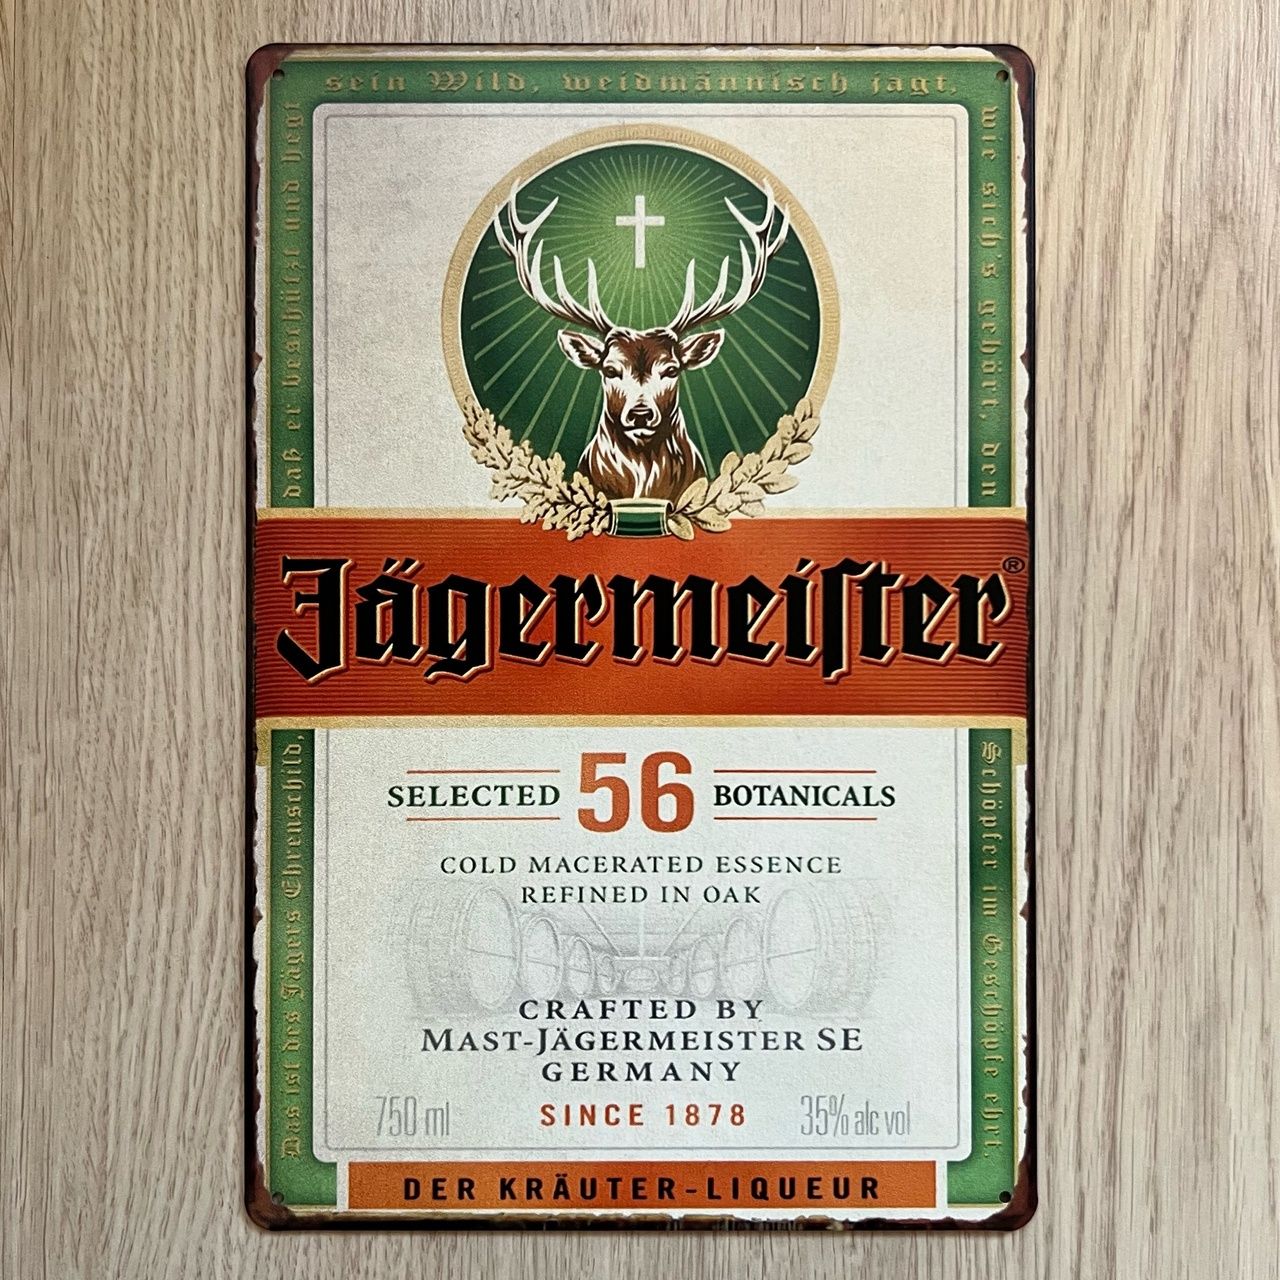 Das ist des Jägers Ehrenschild,
daß er beschützt und hegt
sein Wild, weidmännisch jagt,
wie sich's gehört, den
Schöpfer im Geschöpfe ehrt.
Jägermeiſter®
SELECTED 56 BOTANICALS
COLD MACERATED ESSENCE
REFINED IN OAK
CRAFTED BY
MAST-JÄGERMEISTER SE
GERMANY
750 ml SINCE 1878 35% alc vol
DER KRÄUTER-LIQUEUR